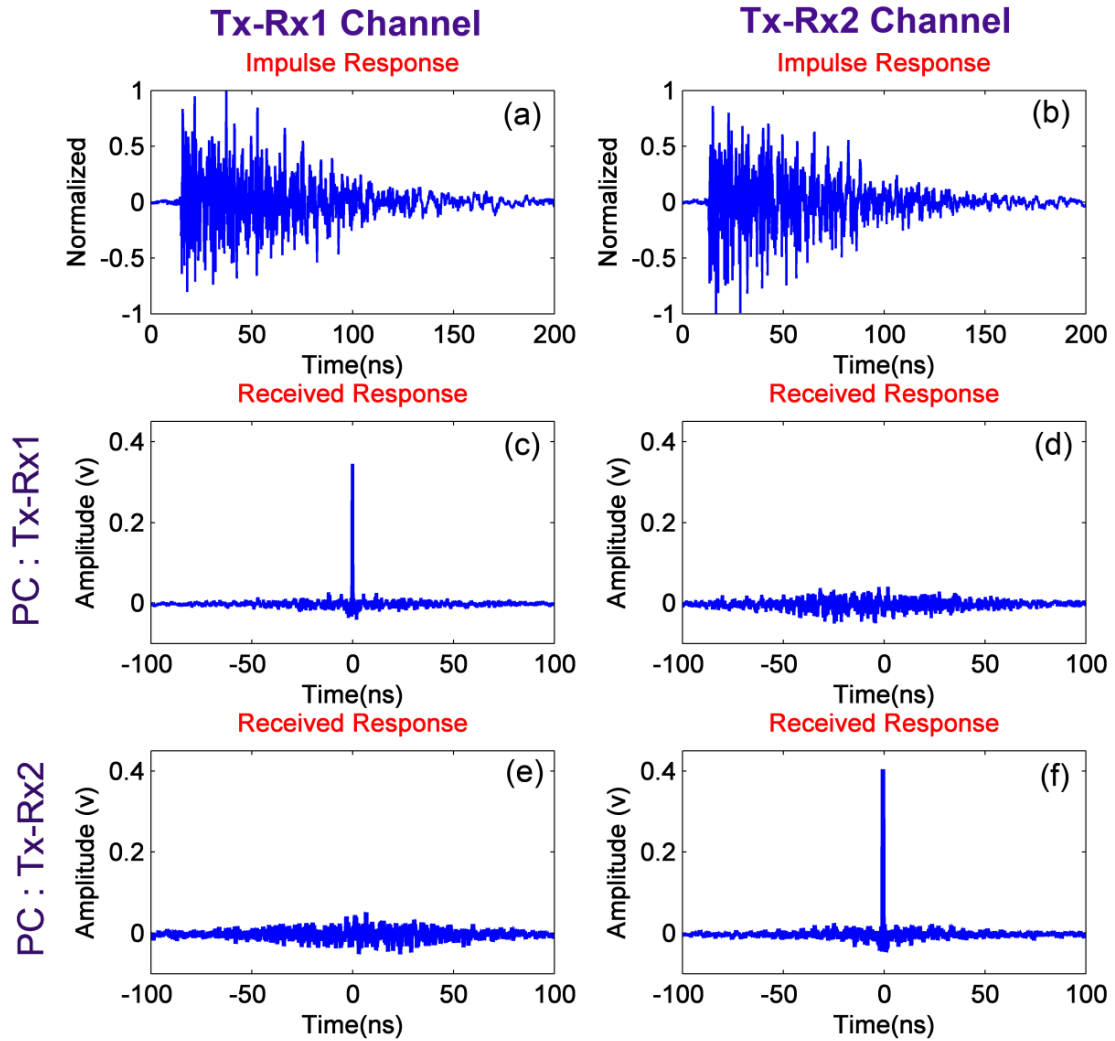 Tx-Rx1 Channel
Tx-Rx2 Channel
Impulse Response
Impulse Response
(a)
1
0.5
0
-0.5
-1
Normalized
0 50 100 150 200
Time(ns)
(b)
1
0.5
0
-0.5
-1
Normalized
0 50 100 150 200
Time(ns)
PC : Tx-Rx1
Received Response
(c)
0.4
0.2
0
Amplitude (v)
-100 -50 0 50 100
Time(ns)
Received Response
(d)
0.4
0.2
0
Amplitude (v)
-100 -50 0 50 100
Time(ns)
PC : Tx-Rx2
Received Response
(e)
0.4
0.2
0
Amplitude (v)
-100 -50 0 50 100
Time(ns)
Received Response
(f)
0.4
0.2
0
Amplitude (v)
-100 -50 0 50 100
Time(ns)